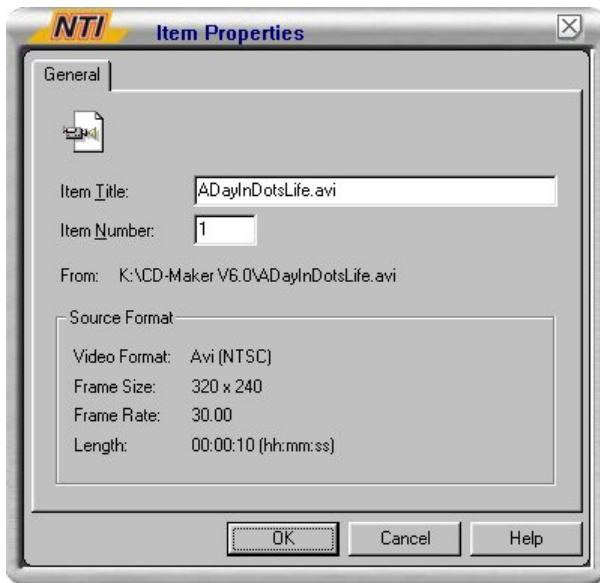 NTI Item Properties
General
Item Title: ADayInDotsLife.avi
Item Number: 1
From: K:\CD-Maker V6.0\ADayInDotsLife.avi
Source Format
Video Format: Avi (NTSC)
Frame Size: 320 x 240
Frame Rate: 30.00
Length: 00:00:10 (hh:mm:ss)
OK Cancel Help